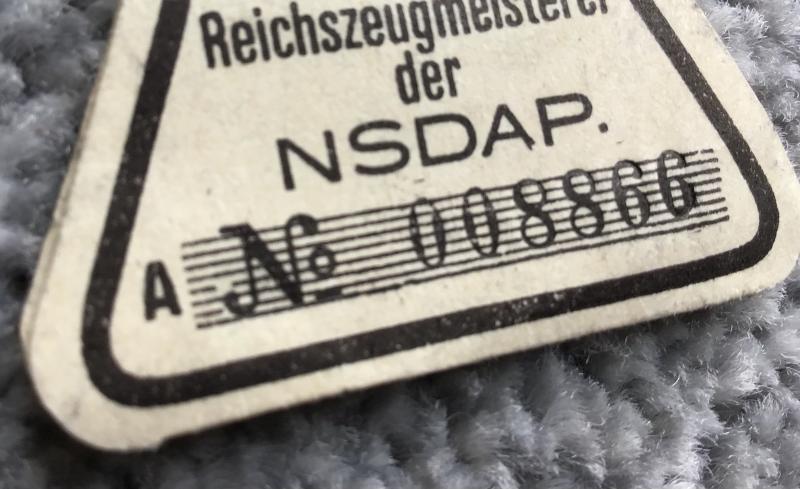 Reichszeugmeisterei
der
NSDAP.
A № 008866